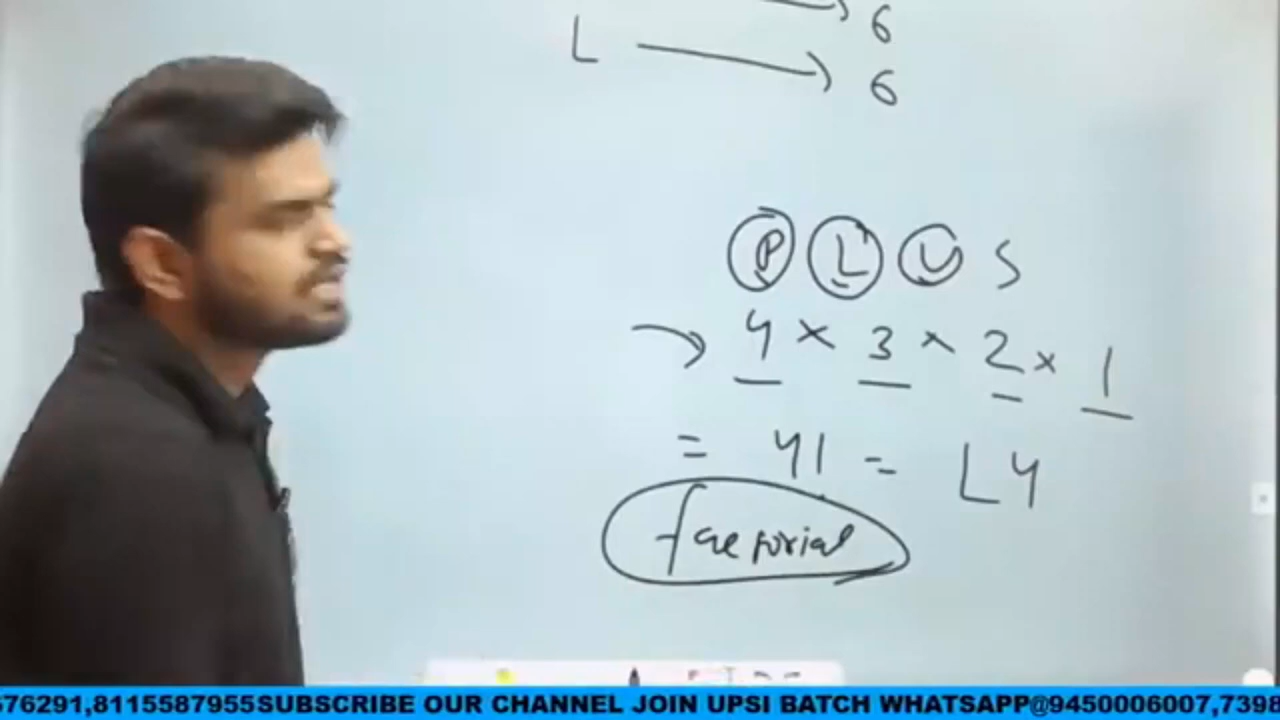 → 6
L → 6
P L U S
→ 4 × 3 × 2 × 1
= 4! = L4
factorial
576291,8115587955SUBSCRIBE OUR CHANNEL JOIN UPSI BATCH WHATSAPP@9450006007,7398